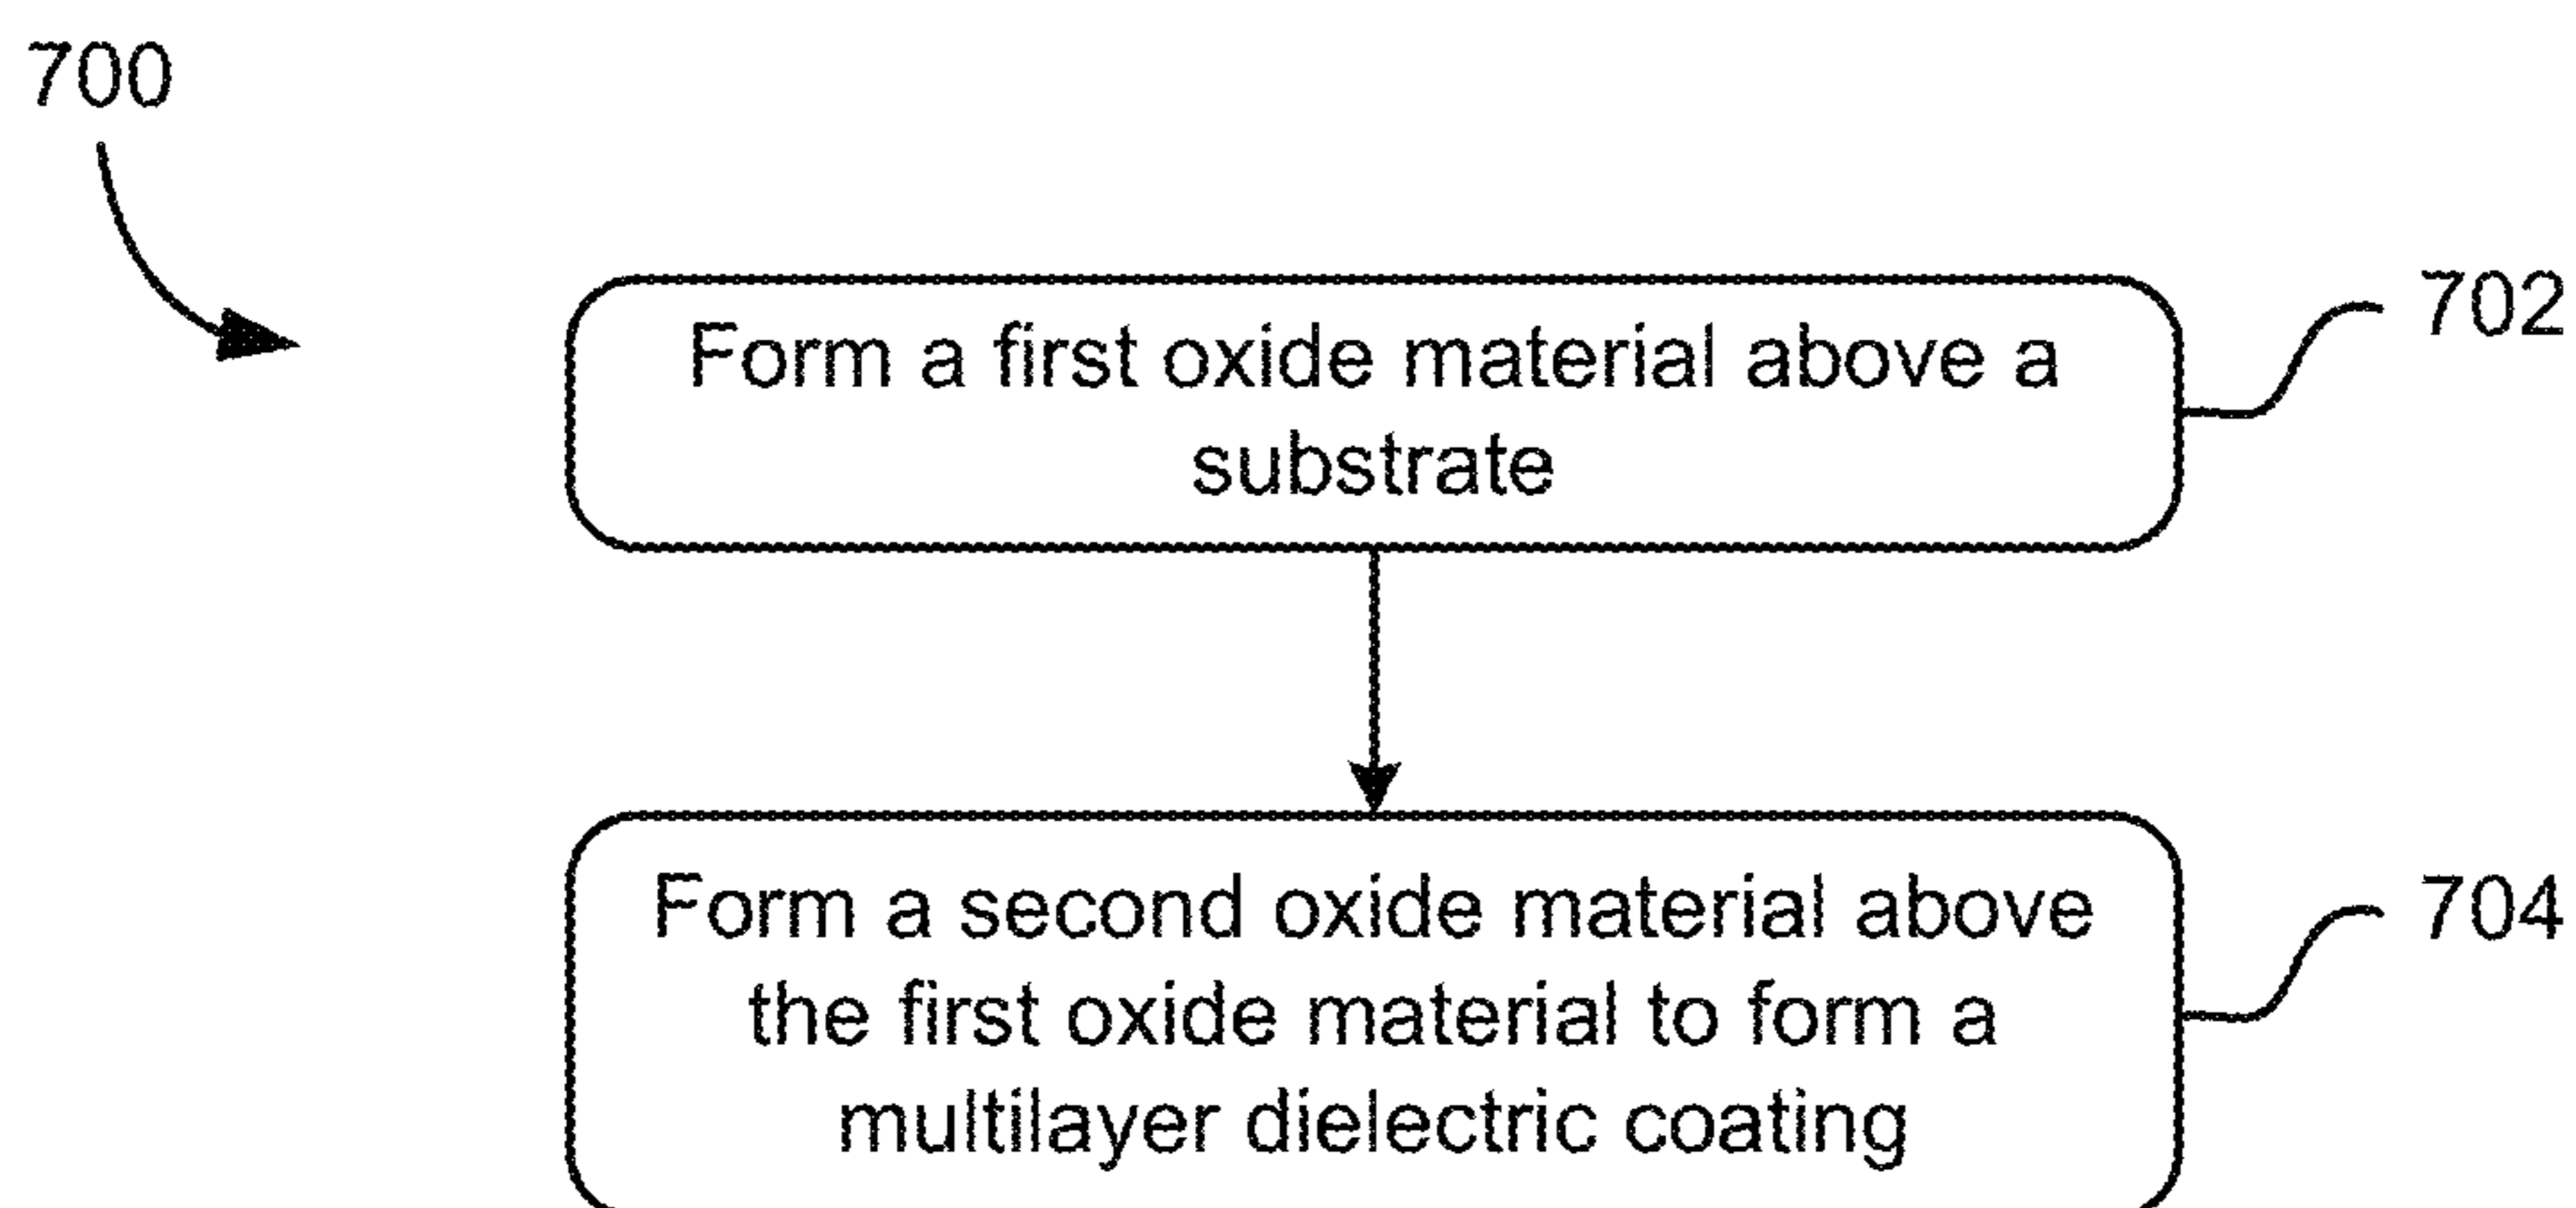 700
Form a first oxide material above a
substrate
702
Form a second oxide material above
the first oxide material to form a
multilayer dielectric coating
704